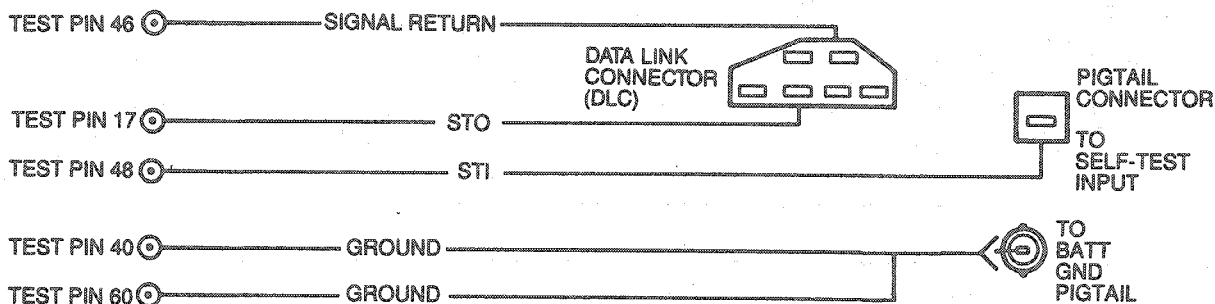 TEST PIN 46
SIGNAL RETURN
DATA LINK
CONNECTOR
(DLC)
PIGTAIL
CONNECTOR
TEST PIN 17
STO
TO
SELF-TEST
INPUT
TEST PIN 48
STI
TEST PIN 40
GROUND
TO
BATT
GND
PIGTAIL
TEST PIN 60
GROUND